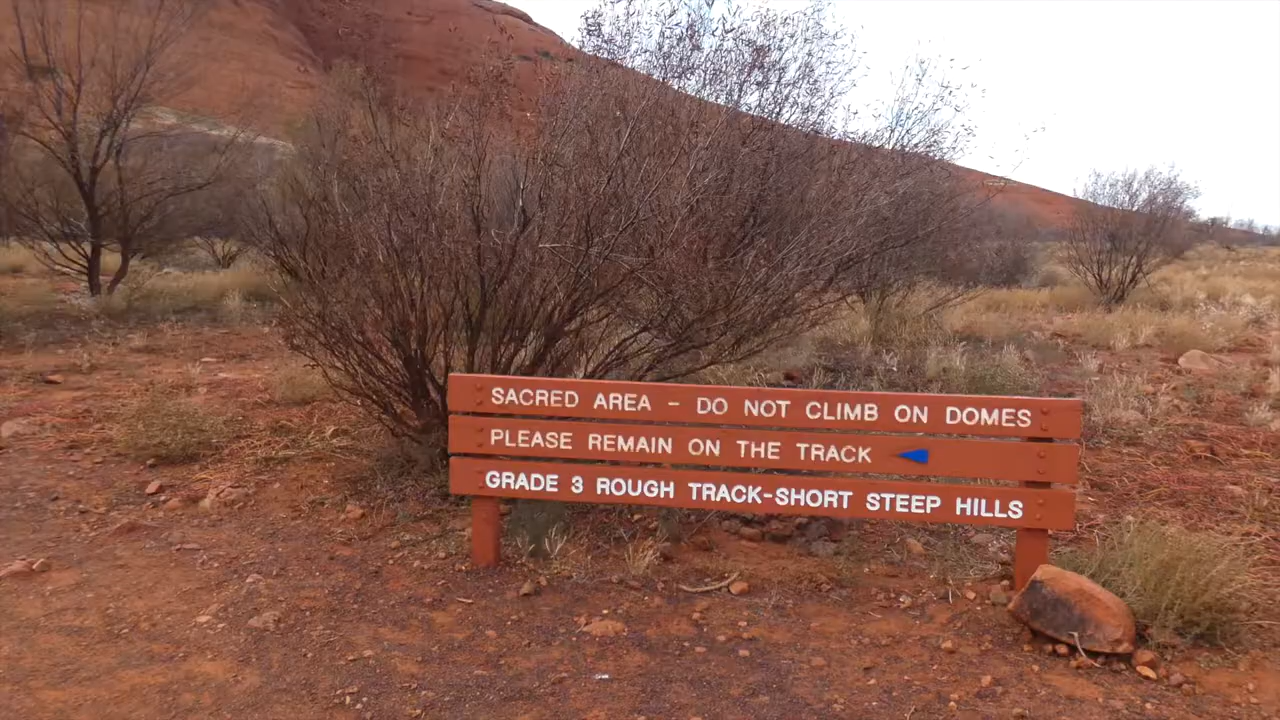 SACRED AREA - DO NOT CLIMB ON DOMES
PLEASE REMAIN ON THE TRACK
GRADE 3 ROUGH TRACK-SHORT STEEP HILLS